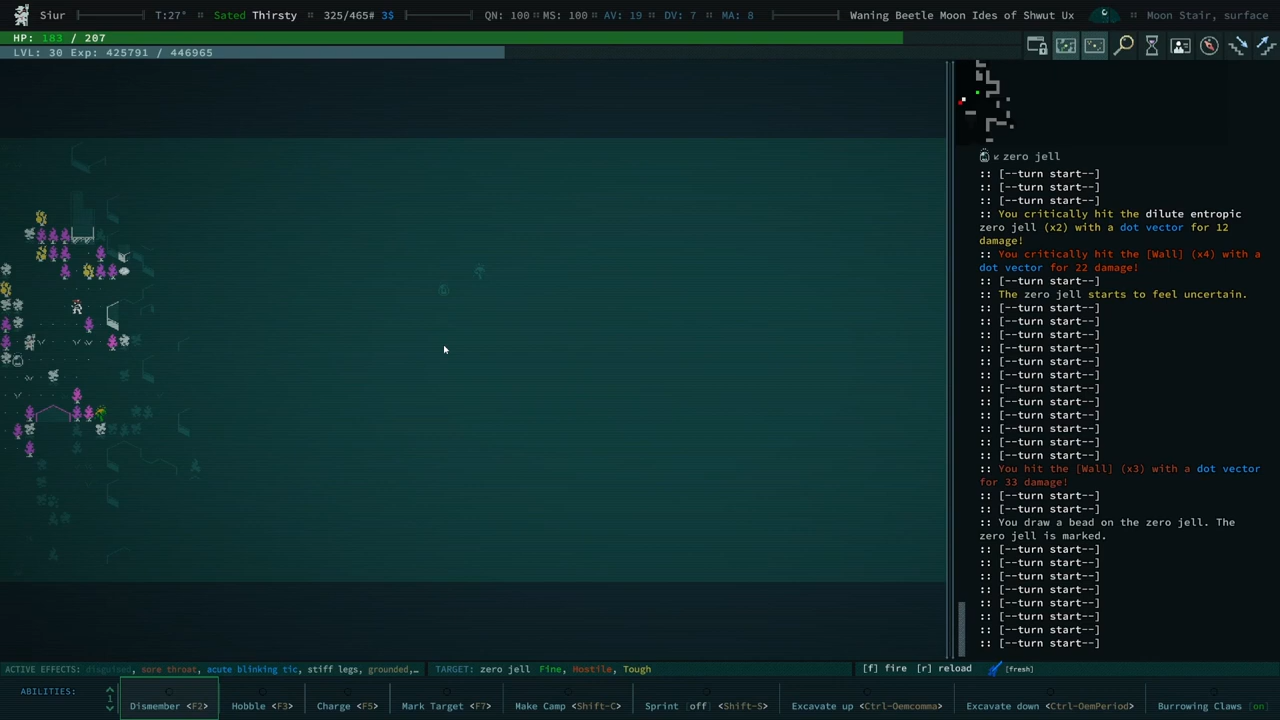 Siur T:27° :: Sated Thirsty :: 325/465# 3$ QN: 100 :: MS: 100 :: AV: 19 :: DV: 7 :: MA: 8 Waning Beetle Moon Ides of Shwut Ux :: Moon Stair, surface
HP: 183 / 207
LVL: 30 Exp: 425791 / 446965
zero jell
:: [--turn start--]
:: [--turn start--]
:: [--turn start--]
:: You critically hit the dilute entropic
zero jell (x2) with a dot vector for 12
damage!
:: You critically hit the [Wall] (x4) with a
dot vector for 22 damage!
:: [--turn start--]
:: The zero jell starts to feel uncertain.
:: [--turn start--]
:: [--turn start--]
:: [--turn start--]
:: [--turn start--]
:: [--turn start--]
:: [--turn start--]
:: [--turn start--]
:: [--turn start--]
:: [--turn start--]
:: [--turn start--]
:: [--turn start--]
:: [--turn start--]
:: You hit the [Wall] (x3) with a dot vector
for 33 damage!
:: [--turn start--]
:: [--turn start--]
:: You draw a bead on the zero jell. The
zero jell is marked.
:: [--turn start--]
:: [--turn start--]
:: [--turn start--]
:: [--turn start--]
:: [--turn start--]
:: [--turn start--]
:: [--turn start--]
:: [--turn start--]
ACTIVE EFFECTS: disguised, sore throat, acute blinking tic, stiff legs, grounded,… TARGET: zero jell Fine, Hostile, Tough [f] fire [r] reload [fresh]
ABILITIES: 1 Dismember <F2> Hobble <F3> Charge <F5> Mark Target <F7> Make Camp <Shift-C> Sprint [off] <Shift-S> Excavate up <Ctrl-Oemcomma> Excavate down <Ctrl-OemPeriod> Burrowing Claws [on]